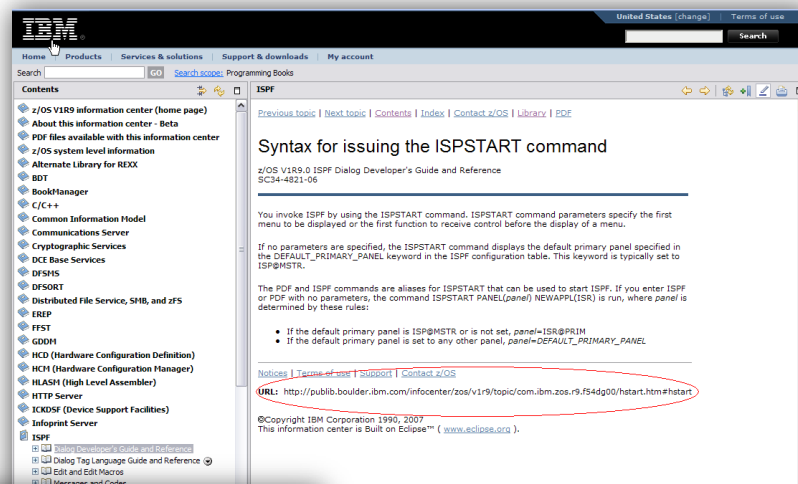 United States [change] | Terms of use
IBM®
Search
Home | Products | Services & solutions | Support & downloads | My account
Search GO Search scope: Programming Books
Contents
z/OS V1R9 information center (home page)
About this information center - Beta
PDF files available with this information center
z/OS system level information
Alternate Library for REXX
BDT
BookManager
C/C++
Common Information Model
Communications Server
Cryptographic Services
DCE Base Services
DFSMS
DFSORT
Distributed File Service, SMB, and zFS
EREP
FFST
GDDM
HCD (Hardware Configuration Definition)
HCM (Hardware Configuration Manager)
HLASM (High Level Assembler)
HTTP Server
ICKDSF (Device Support Facilities)
Infoprint Server
ISPF
Dialog Developer's Guide and Reference
Dialog Tag Language Guide and Reference
Edit and Edit Macros
Messages and Codes
ISPF
Previous topic | Next topic | Contents | Index | Contact z/OS | Library | PDF
Syntax for issuing the ISPSTART command
z/OS V1R9.0 ISPF Dialog Developer's Guide and Reference
SC34-4821-06
You invoke ISPF by using the ISPSTART command. ISPSTART command parameters specify the first
menu to be displayed or the first function to receive control before the display of a menu.
If no parameters are specified, the ISPSTART command displays the default primary panel specified in
the DEFAULT_PRIMARY_PANEL keyword in the ISPF configuration table. This keyword is typically set to
ISP@MSTR.
The PDF and ISPF commands are aliases for ISPSTART that can be used to start ISPF. If you enter ISPF
or PDF with no parameters, the command ISPSTART PANEL(panel) NEWAPPL(ISR) is run, where panel is
determined by these rules:
• If the default primary panel is ISP@MSTR or is not set, panel=ISR@PRIM
• If the default primary panel is set to any other panel, panel=DEFAULT_PRIMARY_PANEL
Notices | Terms of use | Support | Contact z/OS
URL: http://publib.boulder.ibm.com/infocenter/zos/v1r9/topic/com.ibm.zos.r9.f54dg00/hstart.htm#hstart
©Copyright IBM Corporation 1990, 2007
This information center is Built on Eclipse™ ( www.eclipse.org ).